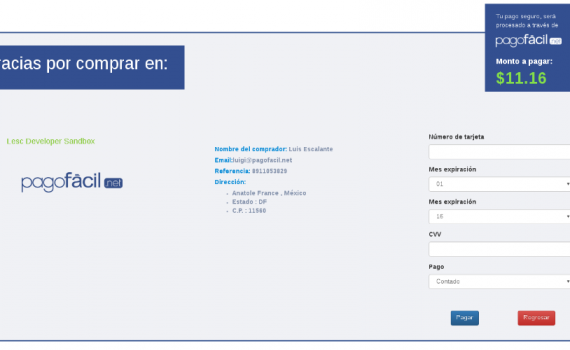 Tu pago seguro, será
procesado a través de
pagofácil net
Monto a pagar:
$11.16
racias por comprar en:
Lesc Developer Sandbox
pagofácil net
Nombre del comprador: Luis Escalante
Email:luigi@pagofacil.net
Referencia: 8811653629
Dirección:
Anatole France , México
Estado : DF
C.P. : 11560
Número de tarjeta
Mes expiración
01
Mes expiración
16
CVV
Pago
Contado
Pagar
Regresar